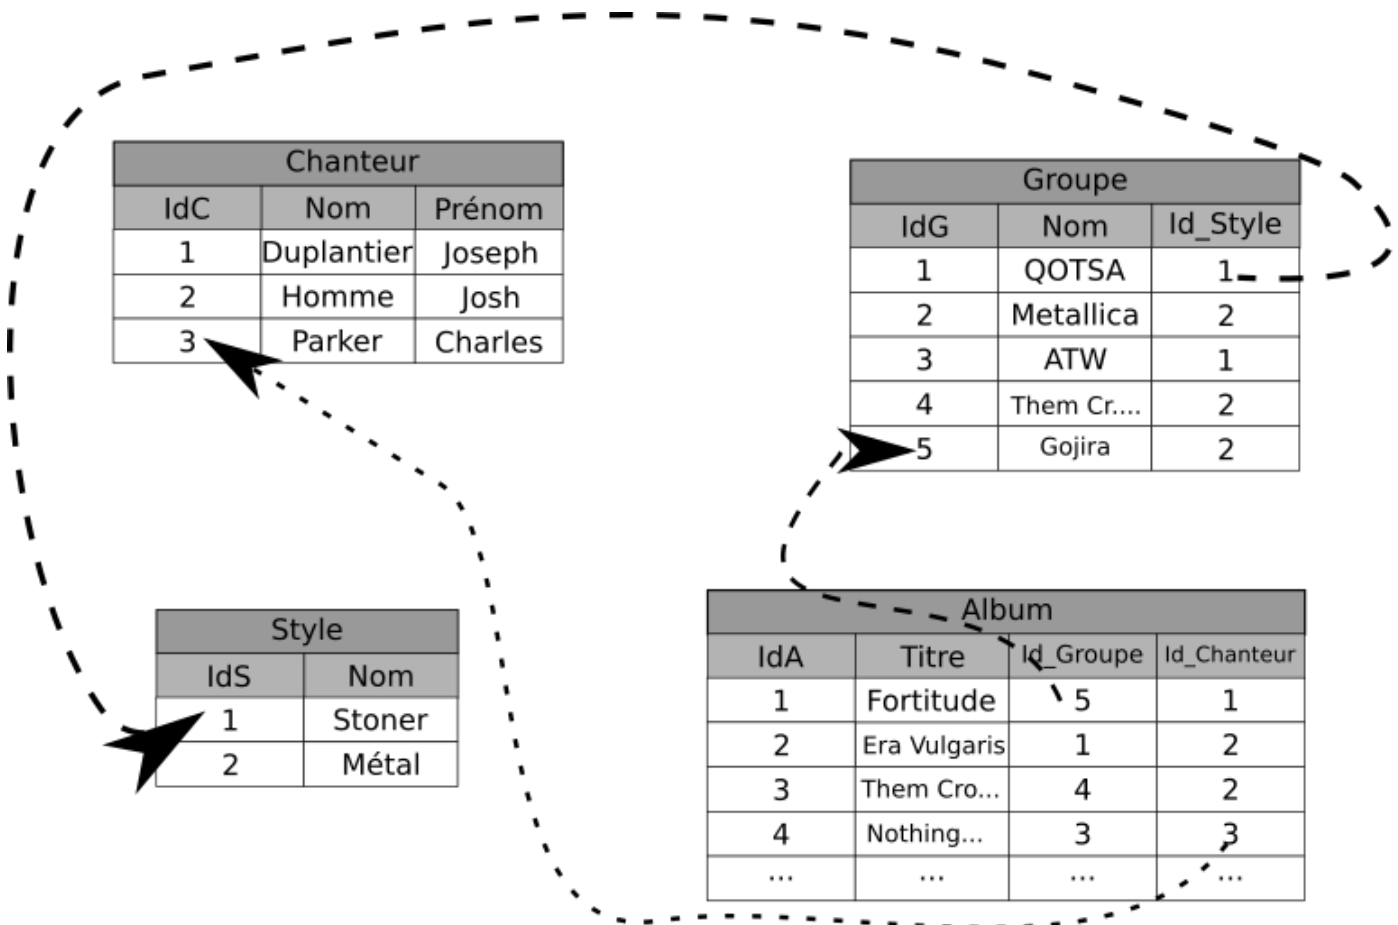 Chanteur
IdC Nom Prénom
1 Duplantier Joseph
2 Homme Josh
3 Parker Charles
Groupe
IdG Nom Id_Style
1 QOTSA 1
2 Metallica 2
3 ATW 1
4 Them Cr.... 2
5 Gojira 2
Style
IdS Nom
1 Stoner
2 Métal
Album
IdA Titre Id_Groupe Id_Chanteur
1 Fortitude 5 1
2 Era Vulgaris 1 2
3 Them Cro... 4 2
4 Nothing... 3 3
... ... ... ...